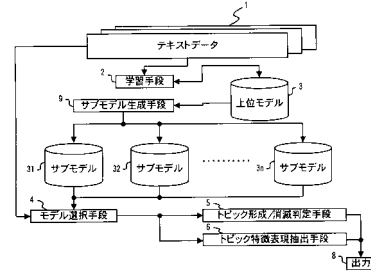 1
テキストデータ
2
学習手段
3
上位モデル
9
サブモデル生成手段
31
サブモデル
32
サブモデル
3n
サブモデル
4
モデル選択手段
5
トピック形成/消滅判定手段
6
トピック特徴表現抽出手段
8
出力